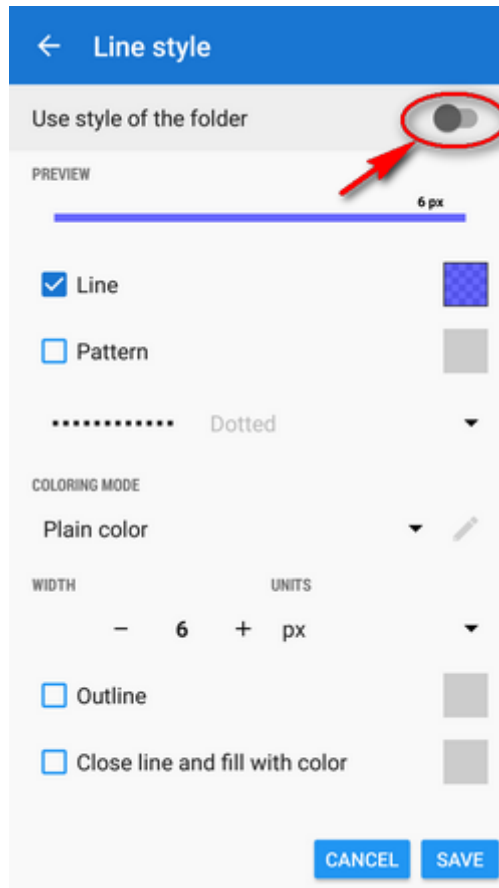 Line style
Use style of the folder
PREVIEW
6 px
Line
Pattern
Dotted
COLORING MODE
Plain color
WIDTH UNITS
− 6 + px
Outline
Close line and fill with color
CANCEL SAVE